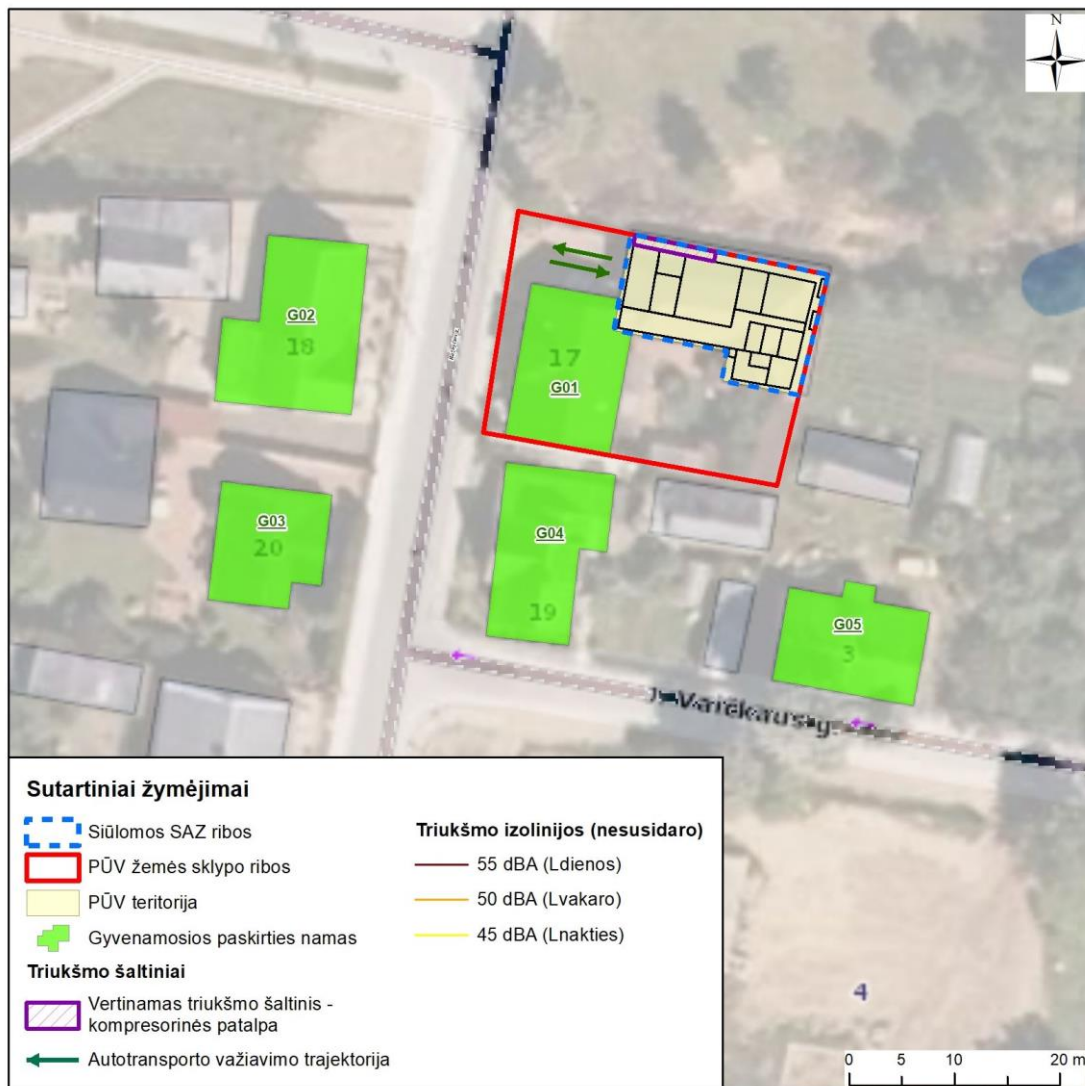 N
G02
18
17
G01
G03
20
G04
19
G05
3
Varėkaus g.
4
Sutartiniai žymėjimai
Siūlomos SAZ ribos
PŪV žemės sklypo ribos
PŪV teritorija
Gyvenamosios paskirties namas
Triukšmo šaltiniai
Vertinamas triukšmo šaltinis -
kompresorinės patalpa
Autotransporto važiavimo trajektorija
Triukšmo izolinijos (nesusidaro)
55 dBA (Ldienos)
50 dBA (Lvakaro)
45 dBA (Lnakties)
0 5 10 20 m